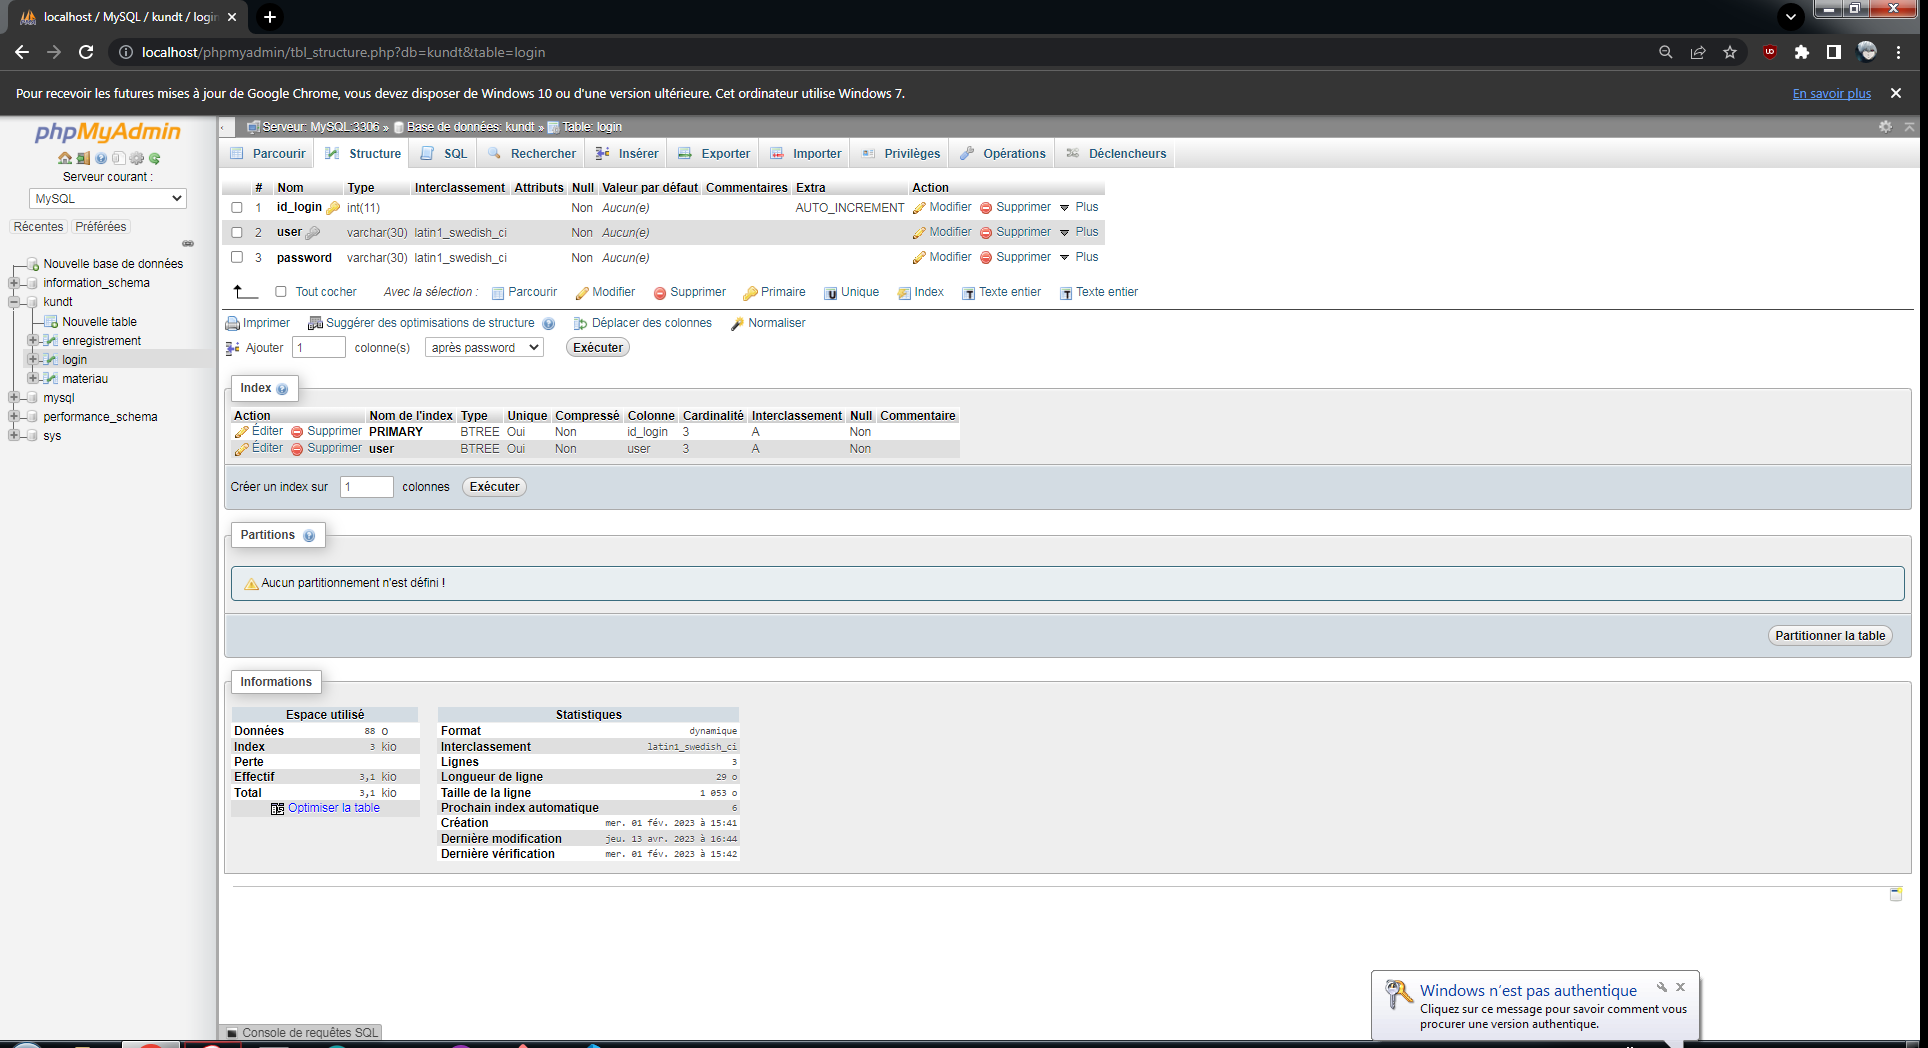 localhost / MySQL / kundt / login
localhost/phpmyadmin/tbl_structure.php?db=kundt&table=login
Pour recevoir les futures mises à jour de Google Chrome, vous devez disposer de Windows 10 ou d'une version ultérieure. Cet ordinateur utilise Windows 7.
En savoir plus
phpMyAdmin
Serveur courant :
MySQL
Récentes Préférées
Nouvelle base de données
information_schema
kundt
Nouvelle table
enregistrement
login
materiau
mysql
performance_schema
sys
Serveur: MySQL:3306 » Base de données: kundt » Table: login
Parcourir Structure SQL Rechercher Insérer Exporter Importer Privilèges Opérations Déclencheurs
# Nom Type Interclassement Attributs Null Valeur par défaut Commentaires Extra Action
1 id_login int(11) Non Aucun(e) AUTO_INCREMENT Modifier Supprimer Plus
2 user varchar(30) latin1_swedish_ci Non Aucun(e) Modifier Supprimer Plus
3 password varchar(30) latin1_swedish_ci Non Aucun(e) Modifier Supprimer Plus
Tout cocher Avec la sélection : Parcourir Modifier Supprimer Primaire Unique Index Texte entier Texte entier
Imprimer Suggérer des optimisations de structure Déplacer des colonnes Normaliser
Ajouter 1 colonne(s) après password Exécuter
Index
Action Nom de l'index Type Unique Compressé Colonne Cardinalité Interclassement Null Commentaire
Éditer Supprimer PRIMARY BTREE Oui Non id_login 3 A Non
Éditer Supprimer user BTREE Oui Non user 3 A Non
Créer un index sur 1 colonnes Exécuter
Partitions
Aucun partitionnement n'est défini !
Partitionner la table
Informations
Espace utilisé
Données 88 o
Index 3 kio
Perte
Effectif 3,1 kio
Total 3,1 kio
Optimiser la table
Statistiques
Format dynamique
Interclassement latin1_swedish_ci
Lignes 3
Longueur de ligne 29 o
Taille de la ligne 1 053 o
Prochain index automatique 6
Création mer. 01 fév. 2023 à 15:41
Dernière modification jeu. 13 avr. 2023 à 16:44
Dernière vérification mer. 01 fév. 2023 à 15:42
Console de requêtes SQL
Windows n'est pas authentique
Cliquez sur ce message pour savoir comment vous
procurer une version authentique.